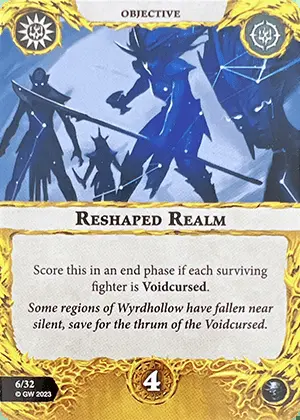 OBJECTIVE
RESHAPED REALM
Score this in an end phase if each surviving
fighter is Voidcursed.
Some regions of Wyrdhollow have fallen near
silent, save for the thrum of the Voidcursed.
6/32
© GW 2023
4